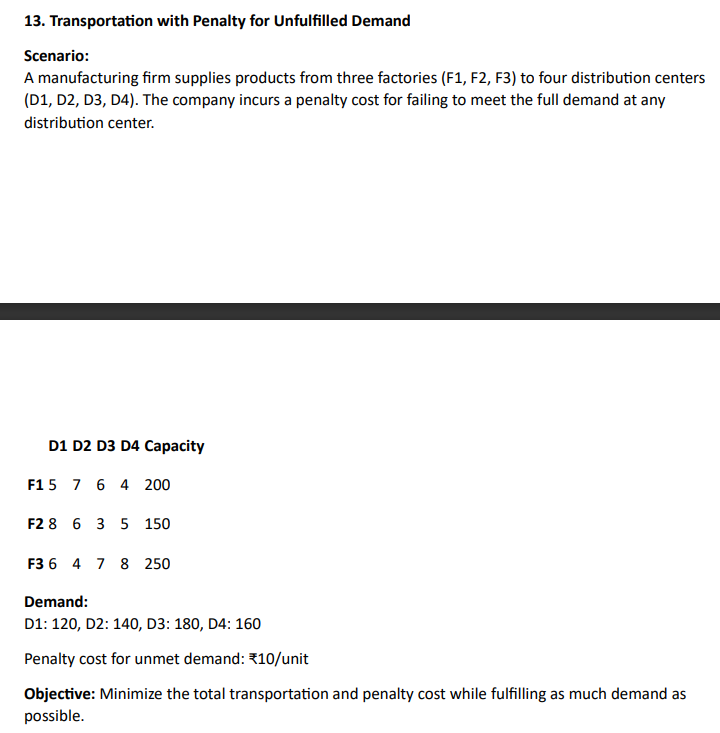 13. Transportation with Penalty for Unfulfilled Demand
Scenario:
A manufacturing firm supplies products from three factories (F1, F2, F3) to four distribution centers
(D1, D2, D3, D4). The company incurs a penalty cost for failing to meet the full demand at any
distribution center.
D1 D2 D3 D4 Capacity
F1 5 7 6 4 200
F2 8 6 3 5 150
F3 6 4 7 8 250
Demand:
D1: 120, D2: 140, D3: 180, D4: 160
Penalty cost for unmet demand: ₹10/unit
Objective: Minimize the total transportation and penalty cost while fulfilling as much demand as
possible.